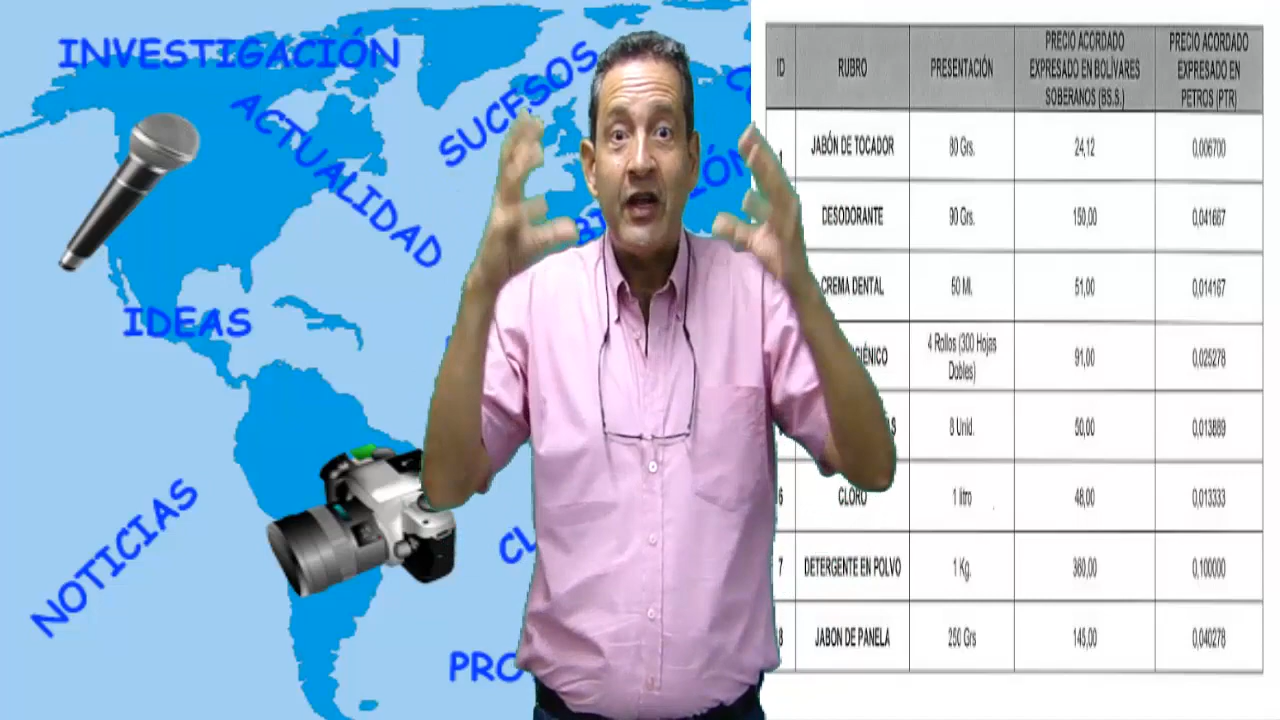 INVESTIGACIÓN
ACTUALIDAD
SUCESOS
IDEAS
NOTICIAS
ID
RUBRO
PRESENTACIÓN
PRECIO ACORDADO
EXPRESADO EN BOLÍVARES
SOBERANOS (BS.S.)
PRECIO ACORDADO
EXPRESADO EN
PETROS (PTR)
JABÓN DE TOCADOR
80 Grs.
24,12
0.006700
DESODORANTE
90 Grs.
150,00
0.041667
CREMA DENTAL
50 Ml.
51,00
0.014167
4 Rollos (300 Hojas
Dobles)
91,00
0.025278
8 Unid.
50,00
0.013889
6
CLORO
1 litro
48,00
0.013333
7
DETERGENTE EN POLVO
1 Kg.
360,00
0,100000
8
JABON DE PANELA
250 Grs
145,00
0,040278